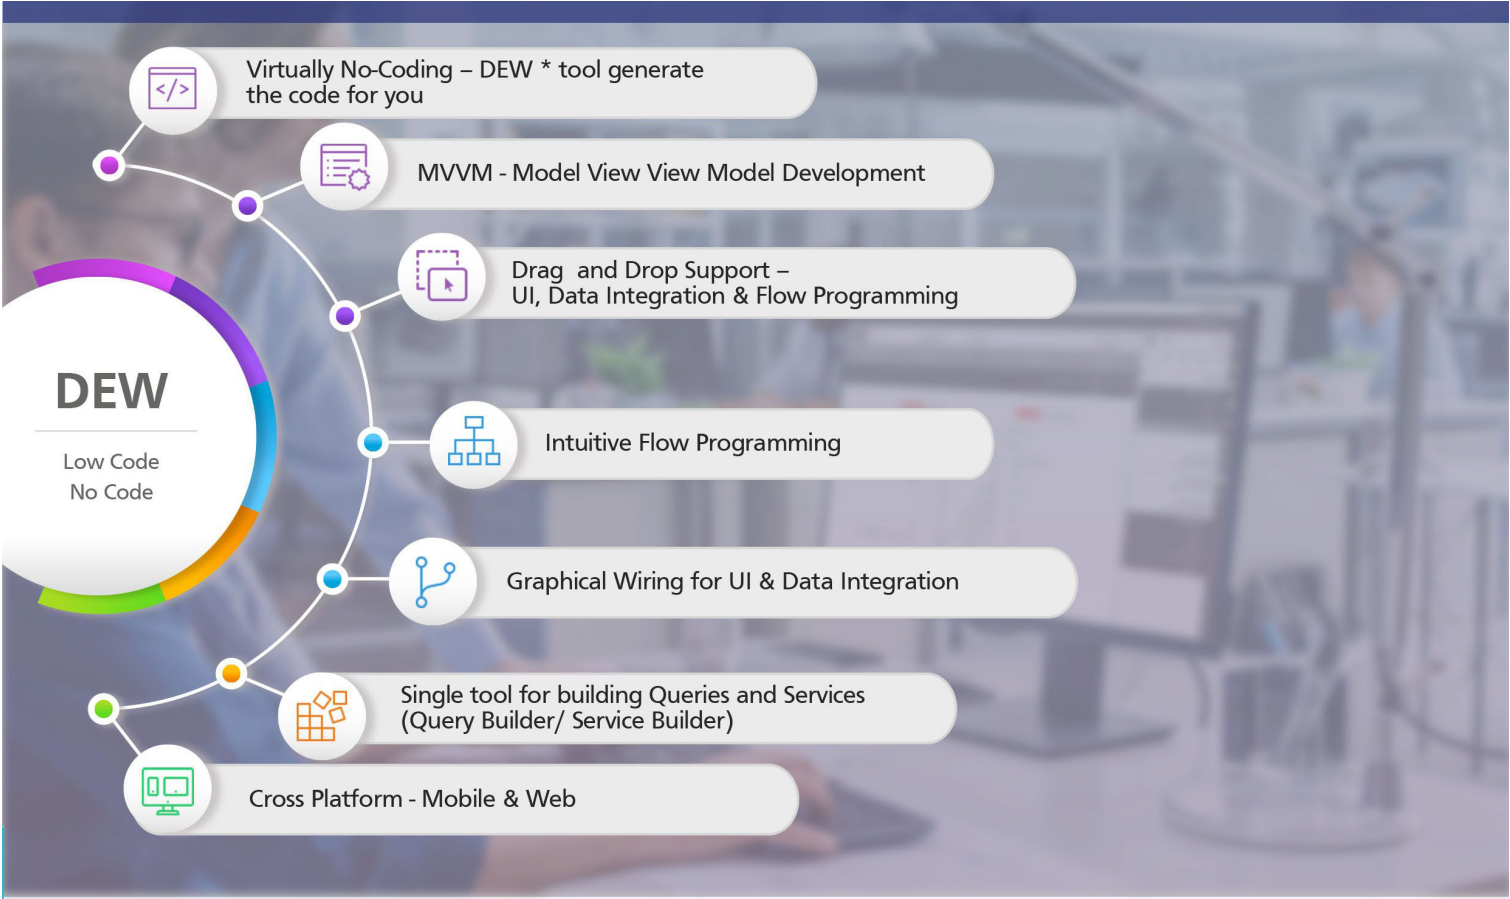 Virtually No-Coding – DEW * tool generate
the code for you
MVVM - Model View View Model Development
Drag and Drop Support –
UI, Data Integration & Flow Programming
DEW
Low Code
No Code
Intuitive Flow Programming
Graphical Wiring for UI & Data Integration
Single tool for building Queries and Services
(Query Builder/ Service Builder)
Cross Platform - Mobile & Web